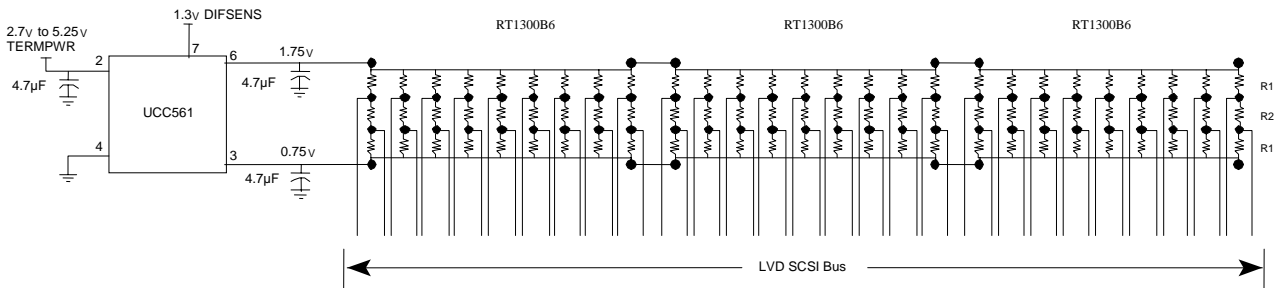 RT1300B6 RT1300B6 RT1300B6
1.3V DIFSENS
2.7V to 5.25V
TERMPWR
7
2
6
1.75V
4.7µF
4.7µF
R1
UCC561
R2
4
3
0.75V
R1
4.7µF
LVD SCSI Bus